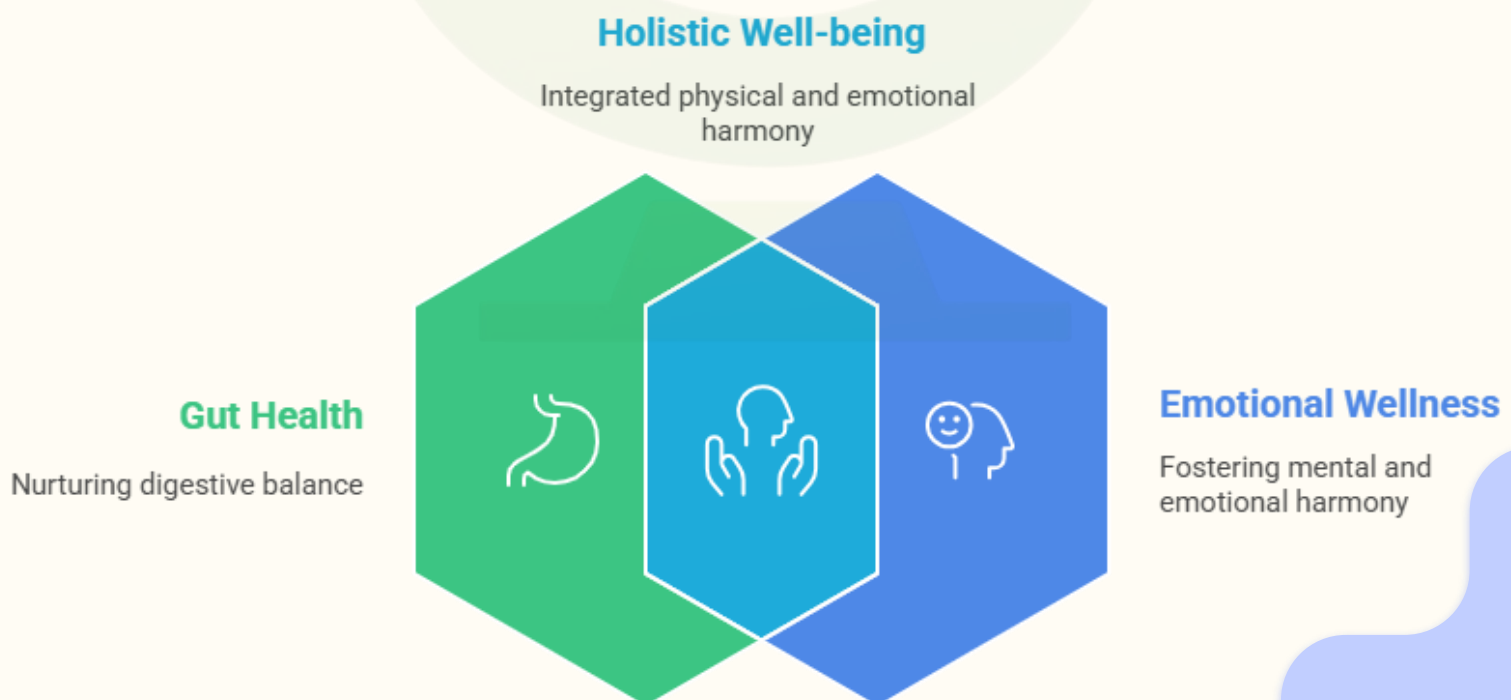 Holistic Well-being
Integrated physical and emotional
harmony
Gut Health
Nurturing digestive balance
Emotional Wellness
Fostering mental and
emotional harmony